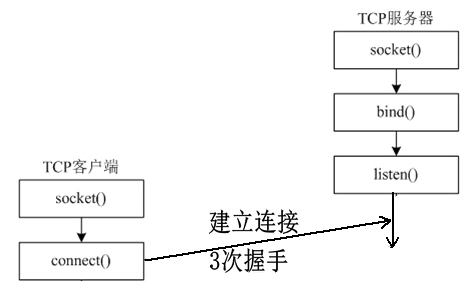 TCP服务器
socket()
bind()
listen()
TCP客户端
socket()
connect()
建立连接
3次握手